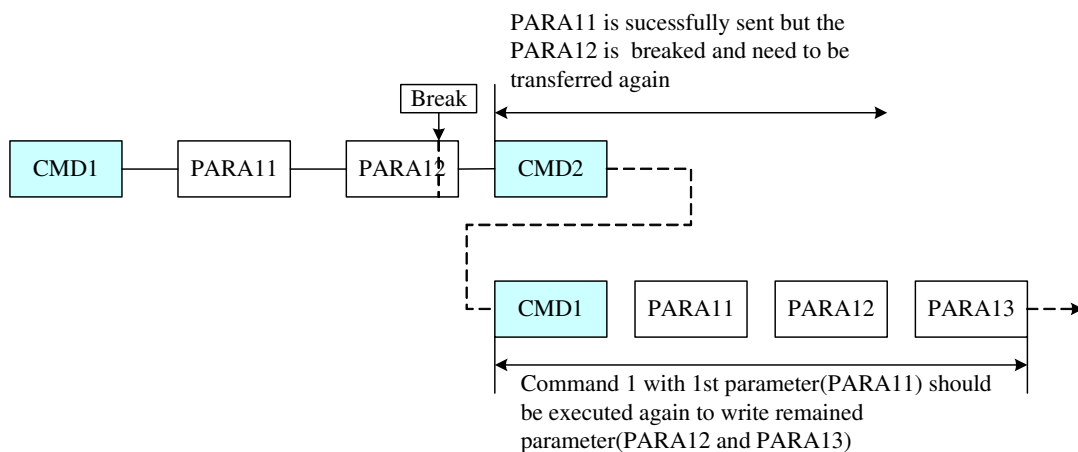 PARA11 is sucessfully sent but the
PARA12 is breaked and need to be
transferred again
Break
CMD1
PARA11
PARA12
CMD2
CMD1
PARA11
PARA12
PARA13
Command 1 with 1st parameter(PARA11) should
be executed again to write remained
parameter(PARA12 and PARA13)